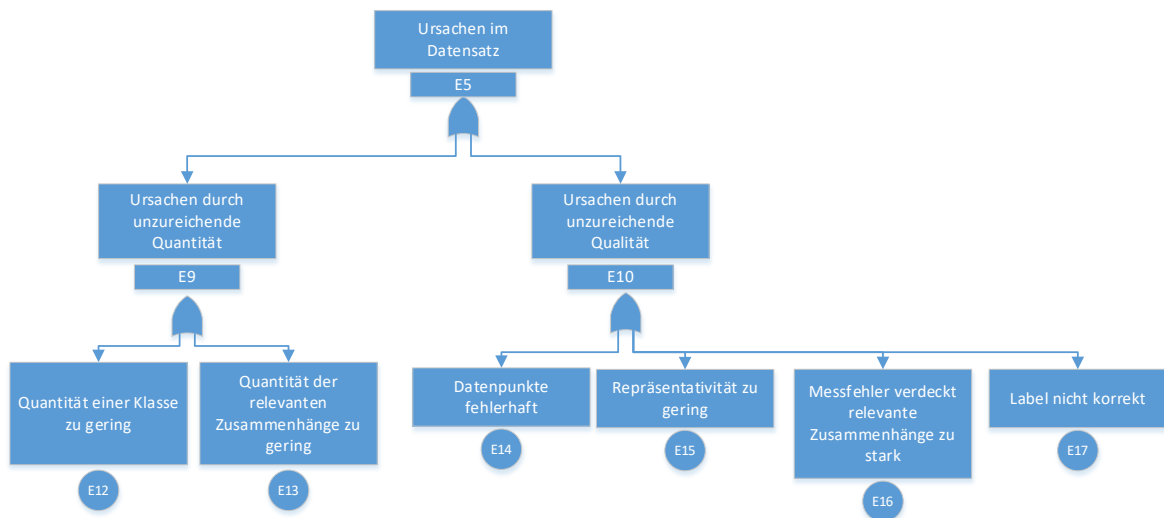 Ursachen im
Datensatz
E5
Ursachen durch
unzureichende
Quantität
E9
Ursachen durch
unzureichende
Qualität
E10
Quantität einer Klasse
zu gering
E12
Quantität der
relevanten
Zusammenhänge zu
gering
E13
Datenpunkte
fehlerhaft
E14
Repräsentativität zu
gering
E15
Messfehler verdeckt
relevante
Zusammenhänge zu
stark
E16
Label nicht korrekt
E17